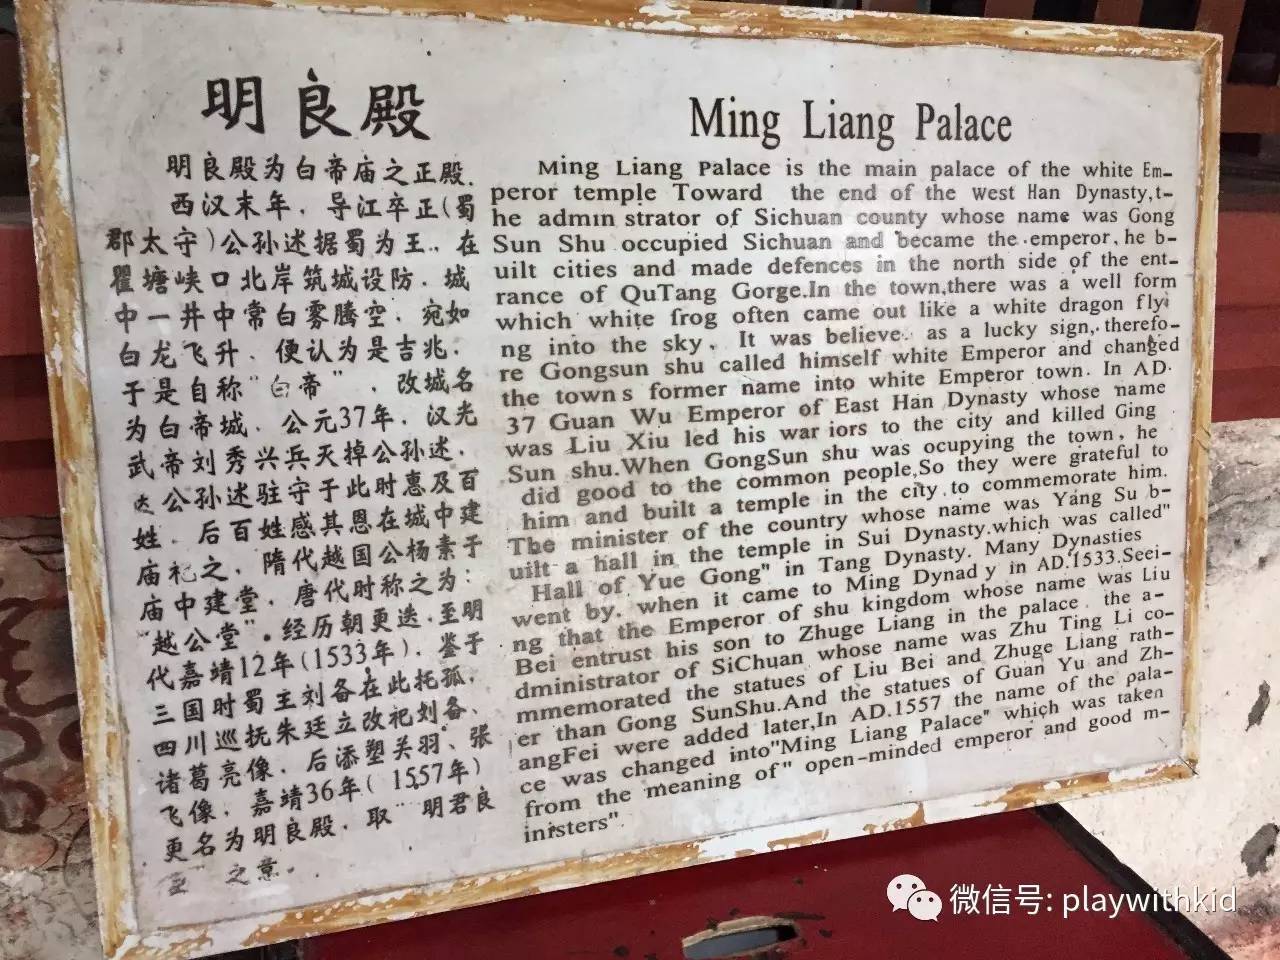 明良殿
明良殿为白帝庙之正殿.
西汉末年，导江卒正(蜀
郡太守)公孙述据蜀为王.，在
瞿塘峡口北岸筑城设防．城
中一井中常白雾腾空．宛如
白龙飞升．便认为是吉兆．
于是自称“白帝”，改城名
为白帝城．公元37年．汉光
武帝刘秀兴兵灭掉公孙述．
公孙述驻守于此时惠及百
姓．后百姓感其恩在城中建
庙祀之．隋代越国公杨素于
庙中建堂．唐代时称之为：
“越公堂”。经历朝更迭．至明
代嘉靖12年(1533年)．鉴于
三国时蜀主刘备在此托孤．
四川巡抚朱廷立改祀刘备、
诸葛亮像．后添塑关羽、张
飞像．嘉靖36年(1557年)
更名为明良殿．取“明君良
”之意。
Ming Liang Palace
Ming Liang Palace is the main palace of the white Em-
peror temple Toward the end of the West Han Dynasty,t-
he admin strator of Sichuan county whose name was Gong
Sun Shu occupied Sichuan and became the emperor, he b-
uilt cities and made defences in the north side of the ent-
rance of QuTang Gorge.In the town,there was a well form
which white frog often came out like a white dragon flyi
ng into the sky. It was believe as a lucky sign, therefo-
re Gongsun shu called himself white Emperor and changed
the town s former name into white Emperor town. In AD.
37 Guan Wu Emperor of East Han Dynasty whose name
was Liu Xiu led his war iors to the city and killed Ging
Sun shu.When GongSun shu was ocupying the town, he
did good to the common people,So they were grateful to
him and built a temple in the city to commemorate him.
The minister of the country whose name was Yang Su b-
uilt a hall in the temple in Sui Dynasty.which was called"
Hall of Yue Gong" in Tang Dynasty. Many Dynasties
went by. when it came to Ming Dynad y in AD.1533.Seei-
ng that the Emperor of shu kingdom whose name was Liu
Bei entrust his son to Zhuge Liang in the palace. the a-
dministrator of SiChuan whose name was Zhu Ting Li co-
mmemorated the statues of Liu Bei and Zhuge Liang rath-
er than Gong SunShu.And the statues of Guan Yu and Zh-
angFei were added later,In AD.1557 the name of the pala-
ce was changed into"Ming Liang Palace" which was taken
from the meaning of" open-minded emperor and good m-
inisters".
微信号: playwithkid